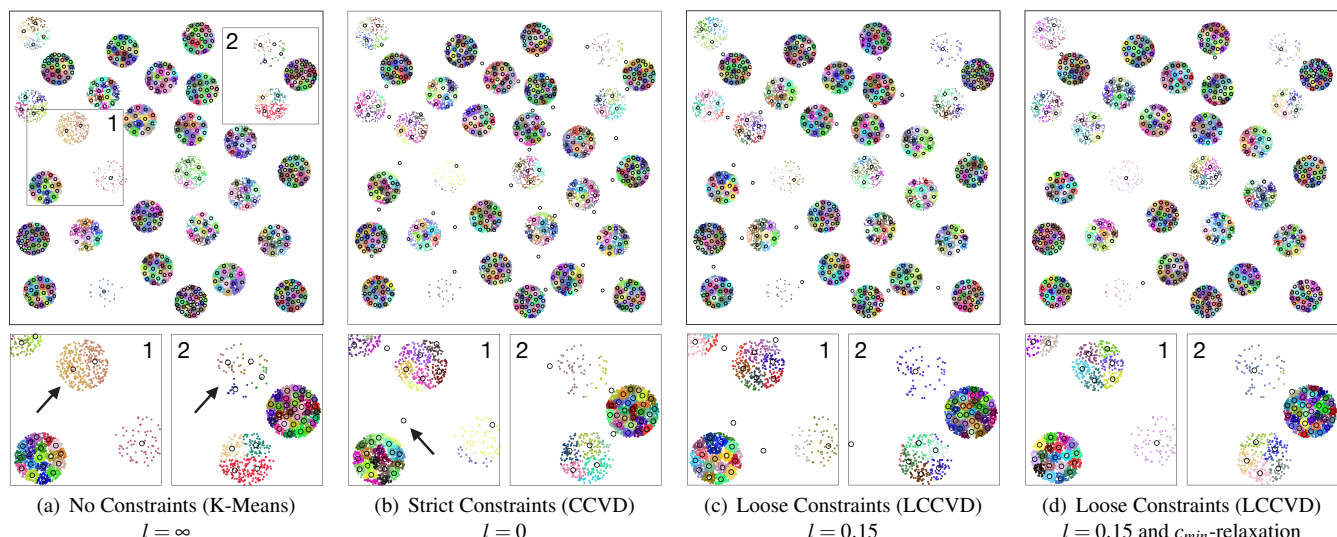 1
2
1
2
1
2
1
2
1
2
(a) No Constraints (K-Means)
l = ∞
(b) Strict Constraints (CCVD)
l = 0
(c) Loose Constraints (LCCVD)
l = 0.15
(d) Loose Constraints (LCCVD)
l = 0.15 and cmin-relaxation